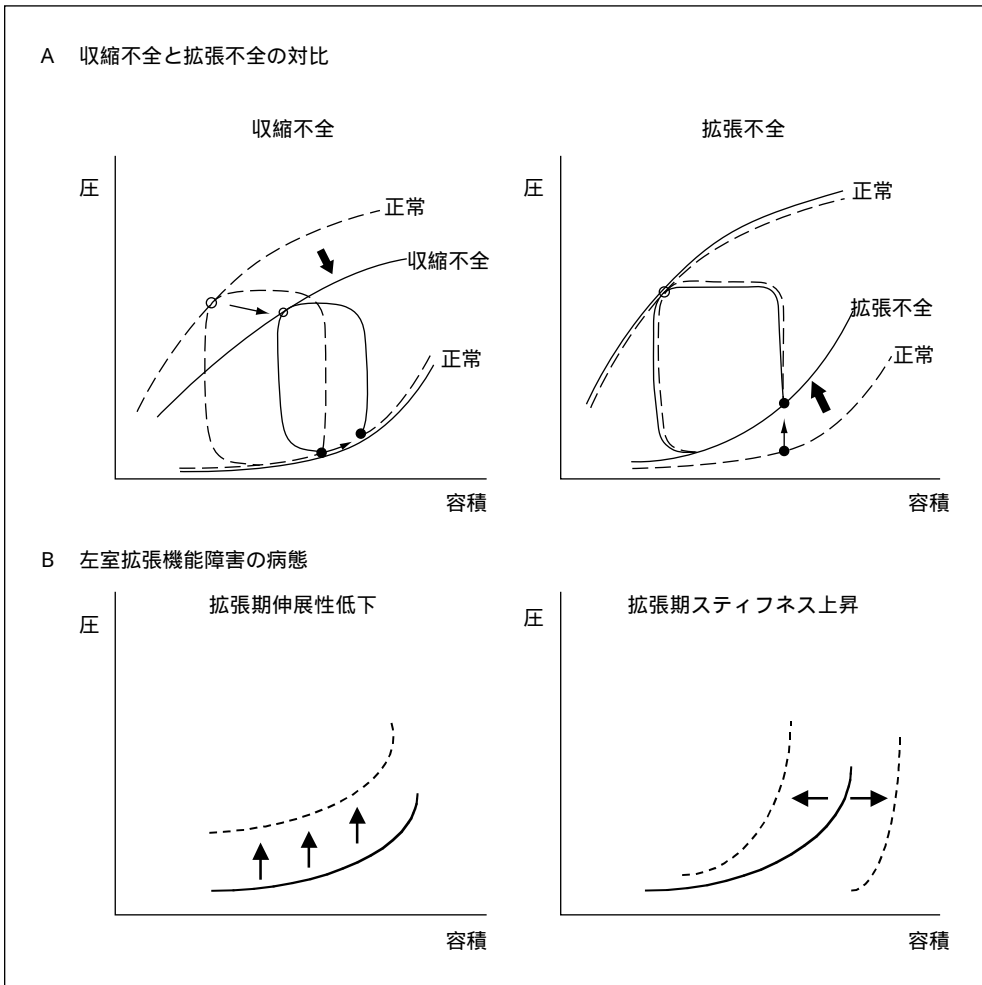 A 収縮不全と拡張不全の対比
収縮不全
圧
正常
収縮不全
正常
容積
拡張不全
圧
正常
拡張不全
正常
容積
B 左室拡張機能障害の病態
拡張期伸展性低下
圧
容積
拡張期スティフネス上昇
圧
容積